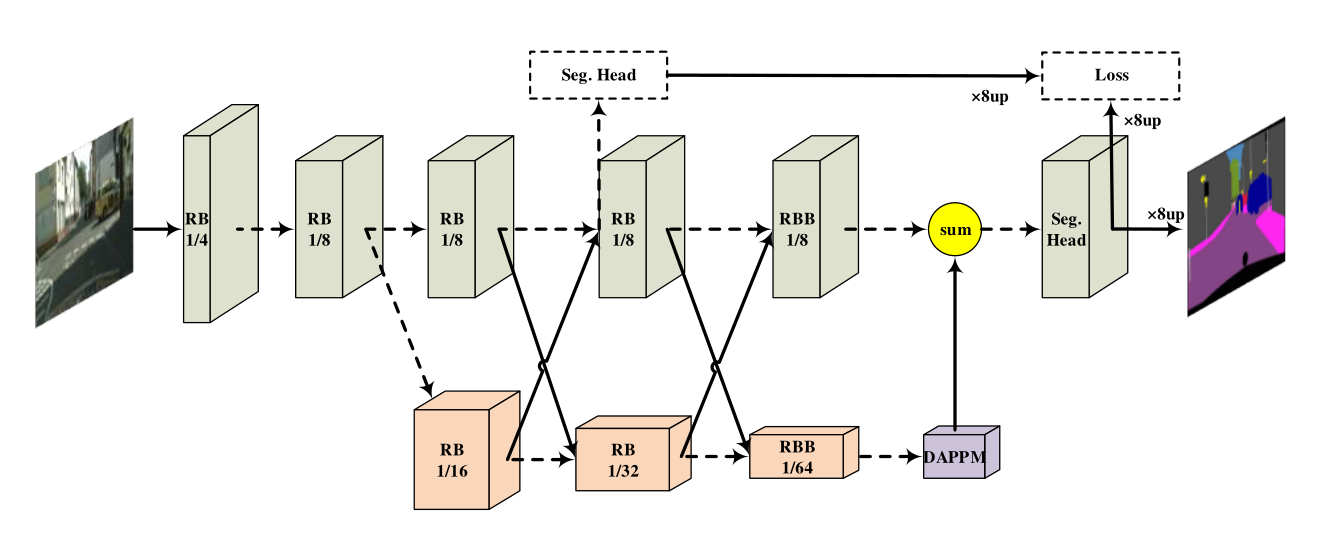 Seg. Head
Loss
×8up
×8up
RB
1/4
RB
1/8
RB
1/8
RB
1/8
RBB
1/8
sum
Seg.
Head
×8up
RB
1/16
RB
1/32
RBB
1/64
DAPPM